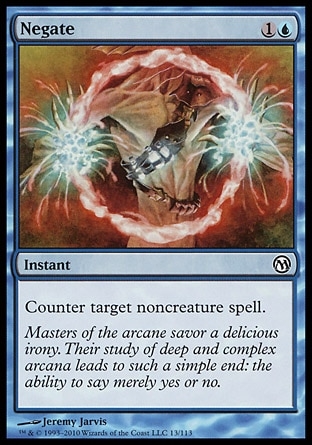 Negate 1
Instant
Counter target noncreature spell.
Masters of the arcane savor a delicious
irony. Their study of deep and complex
arcana leads to such a simple end: the
ability to say merely yes or no.
Jeremy Jarvis
™ & © 1993–2010 Wizards of the Coast LLC 13/113